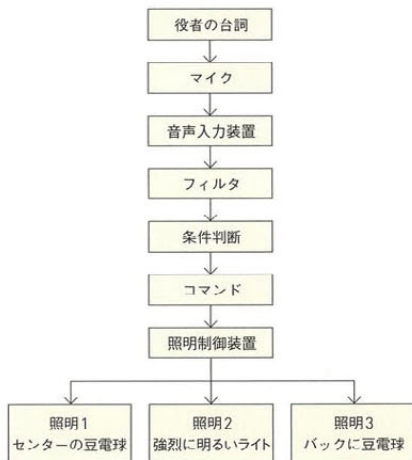 役者の台詞
マイク
音声入力装置
フィルタ
条件判断
コマンド
照明制御装置
照明1
センターの豆電球
照明2
強烈に明るいライト
照明3
バックに豆電球